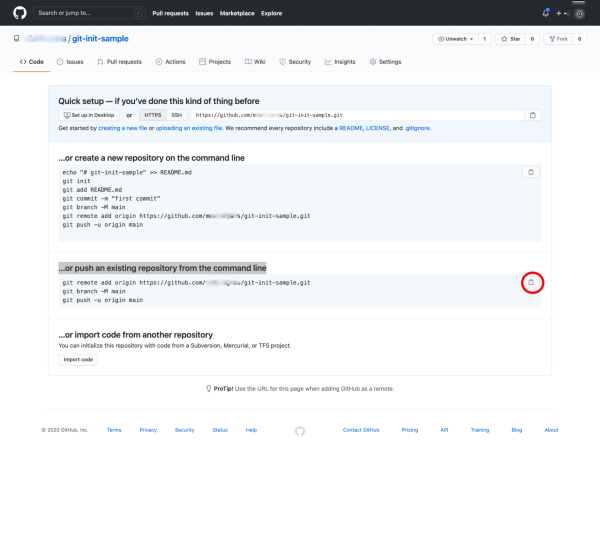 Search or jump to...
/
Pull requests
Issues
Marketplace
Explore
/ git-init-sample
Unwatch
1
Star
0
Fork
0
<> Code
Issues
Pull requests
Actions
Projects
Wiki
Security
Insights
Settings
Quick setup — if you've done this kind of thing before
Set up in Desktop or HTTPS SSH https://github.com/ /git-init-sample.git
Get started by creating a new file or uploading an existing file. We recommend every repository include a README, LICENSE, and .gitignore.
...or create a new repository on the command line
echo "# git-init-sample" >> README.md
git init
git add README.md
git commit -m "first commit"
git branch -M main
git remote add origin https://github.com/ /git-init-sample.git
git push -u origin main
...or push an existing repository from the command line
git remote add origin https://github.com/ /git-init-sample.git
git branch -M main
git push -u origin main
...or import code from another repository
You can initialize this repository with code from a Subversion, Mercurial, or TFS project.
Import code
ProTip! Use the URL for this page when adding GitHub as a remote.
© 2020 GitHub, Inc.
Terms
Privacy
Security
Status
Help
Contact GitHub
Pricing
API
Training
Blog
About